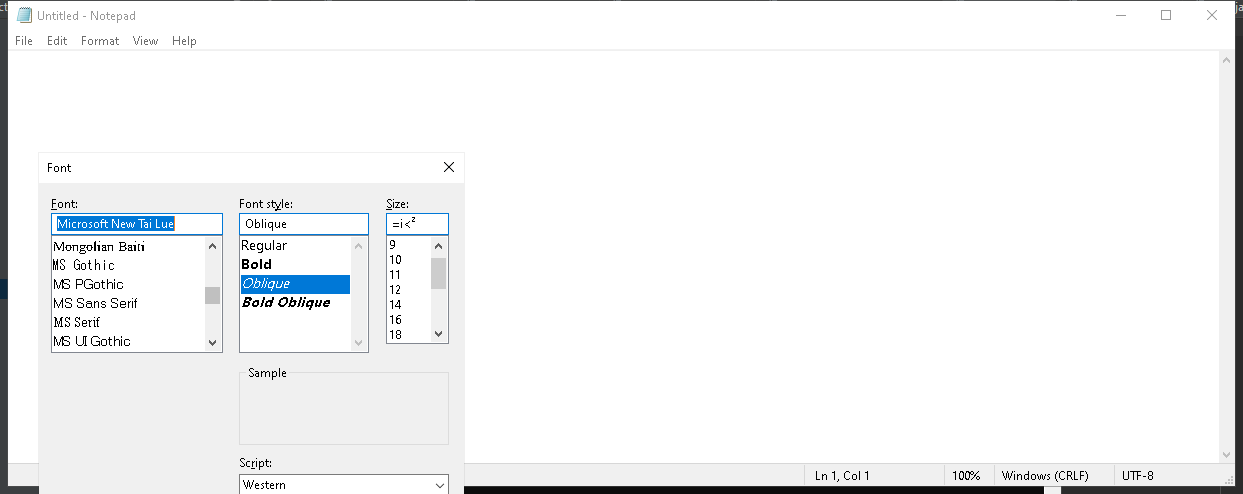 Untitled - Notepad
File Edit Format View Help
Font
Font: Font style: Size:
Microsoft New Tai Lue Oblique =i<²
Mongolian Baiti Regular 9
MS Gothic Bold 10
MS PGothic Oblique 11
MS Sans Serif Bold Oblique 12
MS Serif 14
MS UI Gothic 16
18
Sample
Script:
Western
Ln 1, Col 1 100% Windows (CRLF) UTF-8